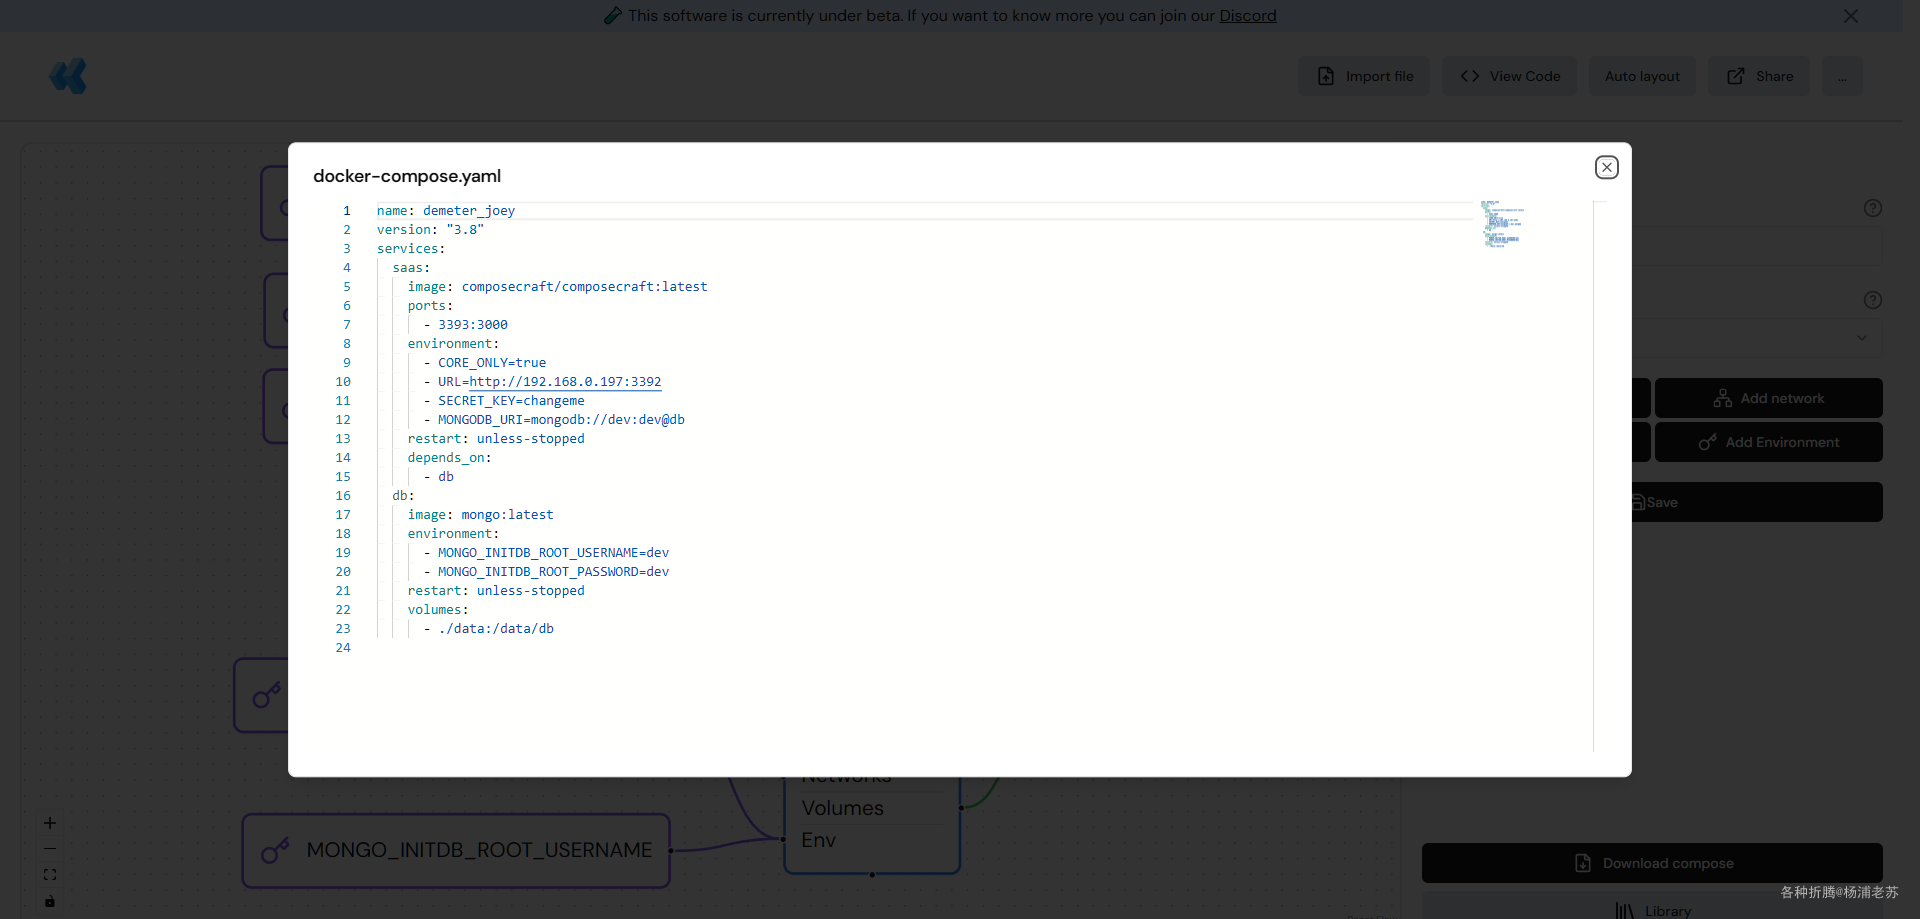 This software is currently under beta. If you want to know more you can join our Discord
Import file
View Code
Auto layout
Share
...
docker-compose.yaml
1 name: demeter_joey
2 version: "3.8"
3 services:
4 saas:
5 image: composecraft/composecraft:latest
6 ports:
7 - 3393:3000
8 environment:
9 - CORE_ONLY=true
10 - URL=http://192.168.0.197:3392
11 - SECRET_KEY=changeme
12 - MONGODB_URI=mongodb://dev:dev@db
13 restart: unless-stopped
14 depends_on:
15 - db
16 db:
17 image: mongo:latest
18 environment:
19 - MONGO_INITDB_ROOT_USERNAME=dev
20 - MONGO_INITDB_ROOT_PASSWORD=dev
21 restart: unless-stopped
22 volumes:
23 - ./data:/data/db
24
Add network
Add Environment
Save
Networks
Volumes
Env
MONGO_INITDB_ROOT_USERNAME
Download compose
Library
各种折腾@杨浦老苏